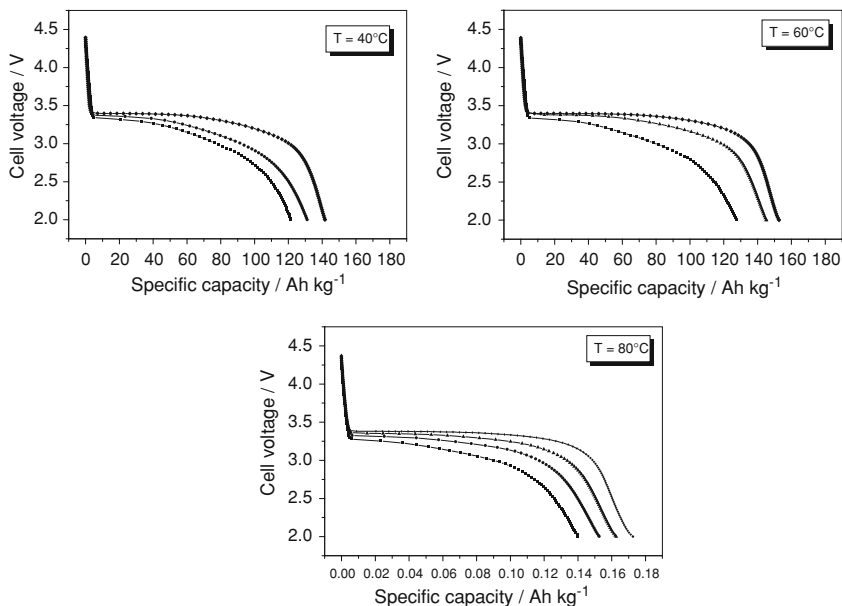 4.5
4.0
3.5
3.0
2.5
2.0
Cell voltage / V
T = 40°C
0 20 40 60 80 100 120 140 160 180
Specific capacity / Ah kg⁻¹
4.5
4.0
3.5
3.0
2.5
2.0
Cell voltage / V
T = 60°C
0 20 40 60 80 100 120 140 160 180
Specific capacity / Ah kg⁻¹
4.5
4.0
3.5
3.0
2.5
2.0
Cell voltage / V
T = 80°C
0.00 0.02 0.04 0.06 0.08 0.10 0.12 0.14 0.16 0.18
Specific capacity / Ah kg⁻¹